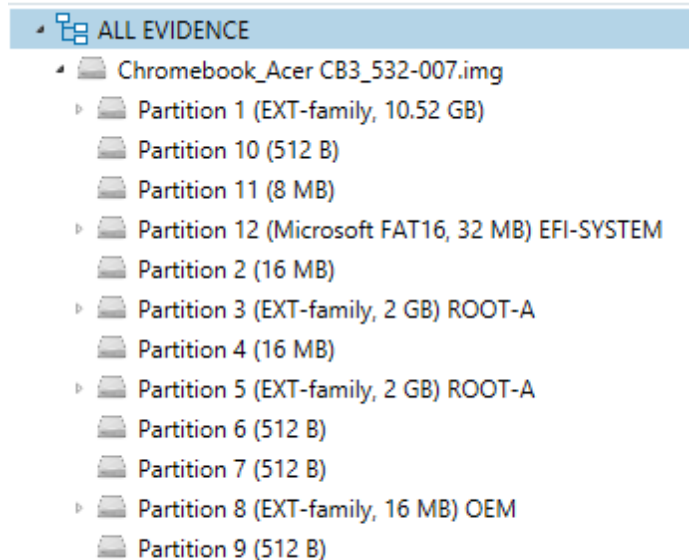 ALL EVIDENCE
Chromebook_Acer CB3_532-007.img
Partition 1 (EXT-family, 10.52 GB)
Partition 10 (512 B)
Partition 11 (8 MB)
Partition 12 (Microsoft FAT16, 32 MB) EFI-SYSTEM
Partition 2 (16 MB)
Partition 3 (EXT-family, 2 GB) ROOT-A
Partition 4 (16 MB)
Partition 5 (EXT-family, 2 GB) ROOT-A
Partition 6 (512 B)
Partition 7 (512 B)
Partition 8 (EXT-family, 16 MB) OEM
Partition 9 (512 B)